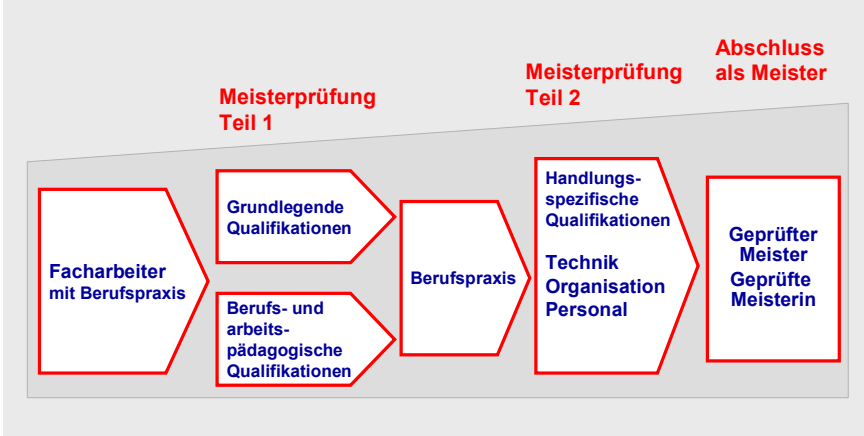 Abschluss
als Meister
Meisterprüfung
Teil 2
Meisterprüfung
Teil 1
Facharbeiter
mit Berufspraxis
Grundlegende
Qualifikationen
Berufs- und
arbeits-
pädagogische
Qualifikationen
Berufspraxis
Handlungs-
spezifische
Qualifikationen
Technik
Organisation
Personal
Geprüfter
Meister
Geprüfte
Meisterin